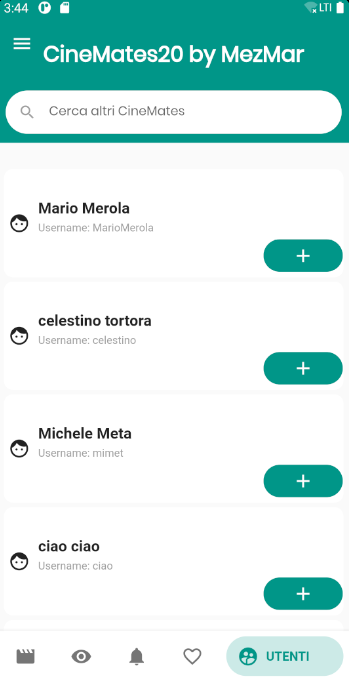 3:44 LTE
CineMates20 by MezMar
Cerca altri CineMates
Mario Merola
Username: MarioMerola
+
celestino tortora
Username: celestino
+
Michele Meta
Username: mimet
+
ciao ciao
Username: ciao
+
UTENTI